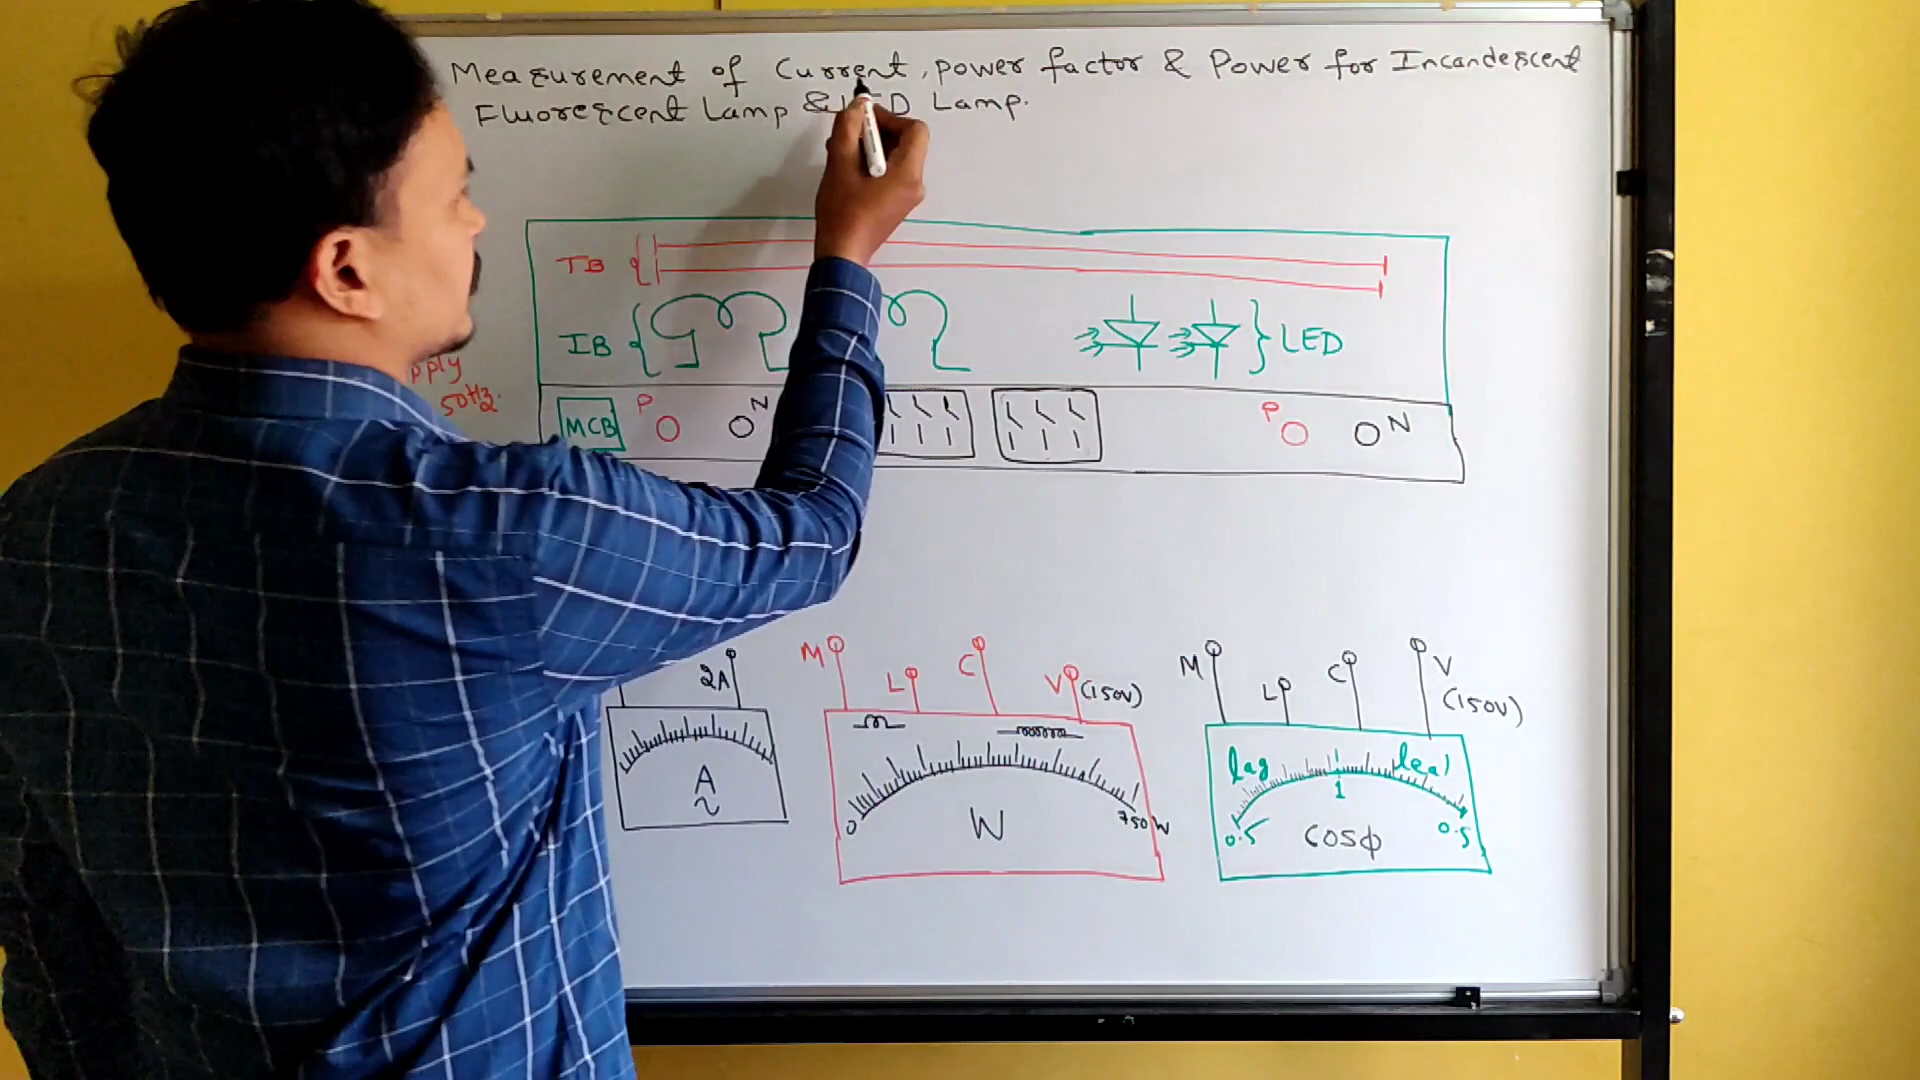 Measurement of Current, power factor & Power for Incandescent
Fluorescent Lamp & LED Lamp.
TB
IB
LED
pply
50Hz.
MCB
P
N
P
N
2A
M
L
C
V
(150V)
M
L
C
V
(150V)
A
0
750W
W
lag
lead
1
0.5
0.5
cosϕ